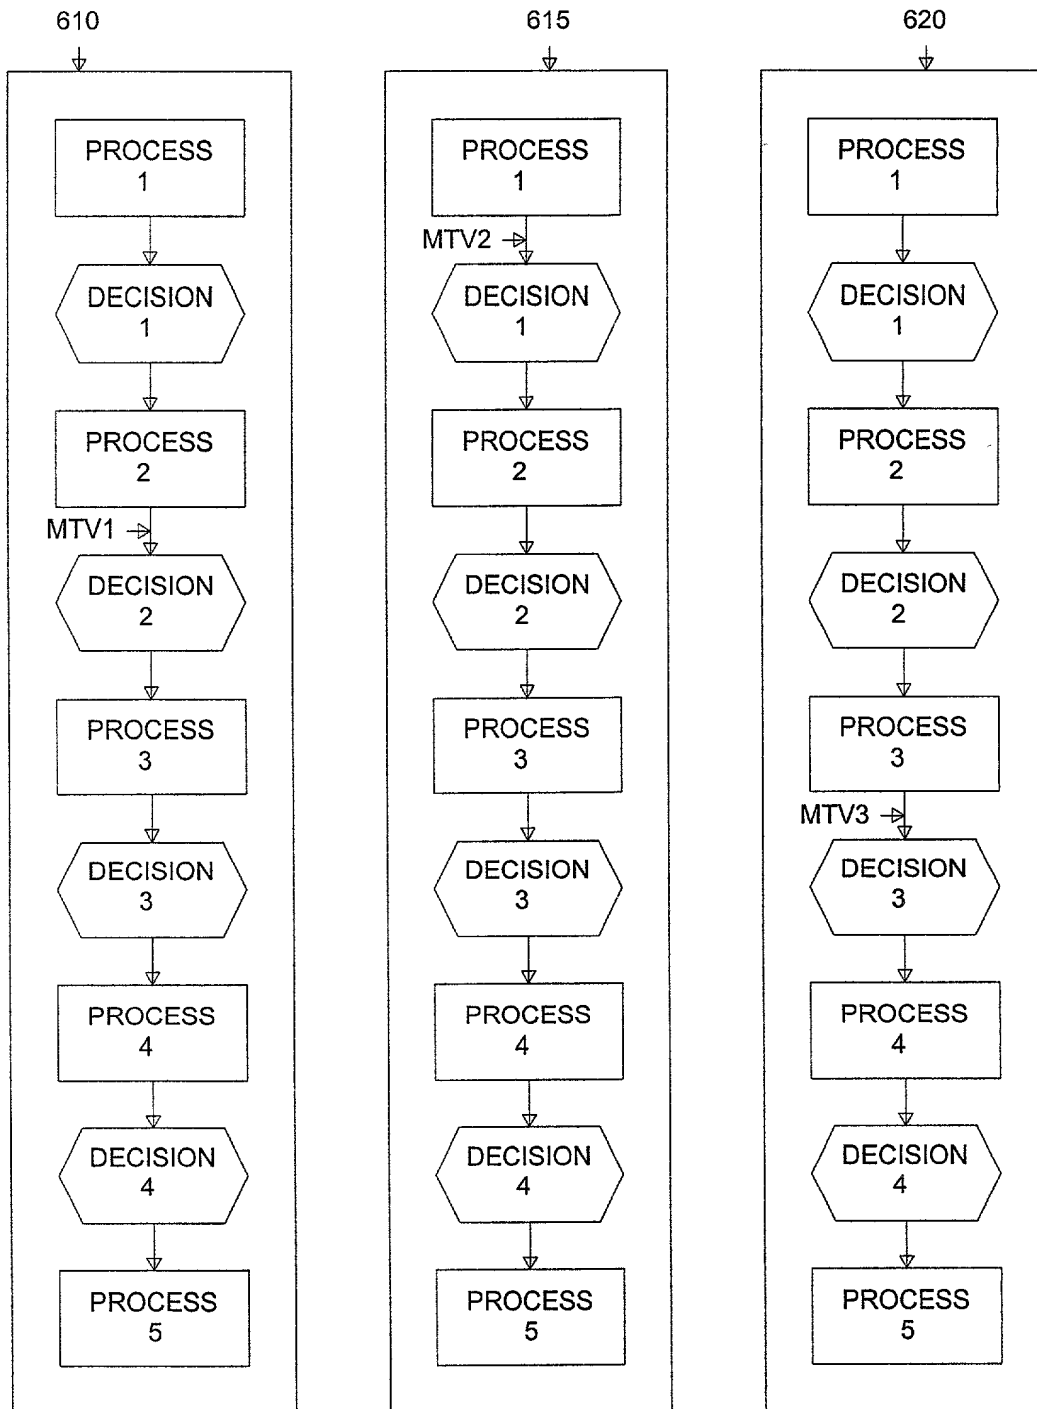 610
PROCESS
1
DECISION
1
PROCESS
2
MTV1
DECISION
2
PROCESS
3
DECISION
3
PROCESS
4
DECISION
4
PROCESS
5
615
PROCESS
1
MTV2
DECISION
1
PROCESS
2
DECISION
2
PROCESS
3
DECISION
3
PROCESS
4
DECISION
4
PROCESS
5
620
PROCESS
1
DECISION
1
PROCESS
2
DECISION
2
PROCESS
3
MTV3
DECISION
3
PROCESS
4
DECISION
4
PROCESS
5